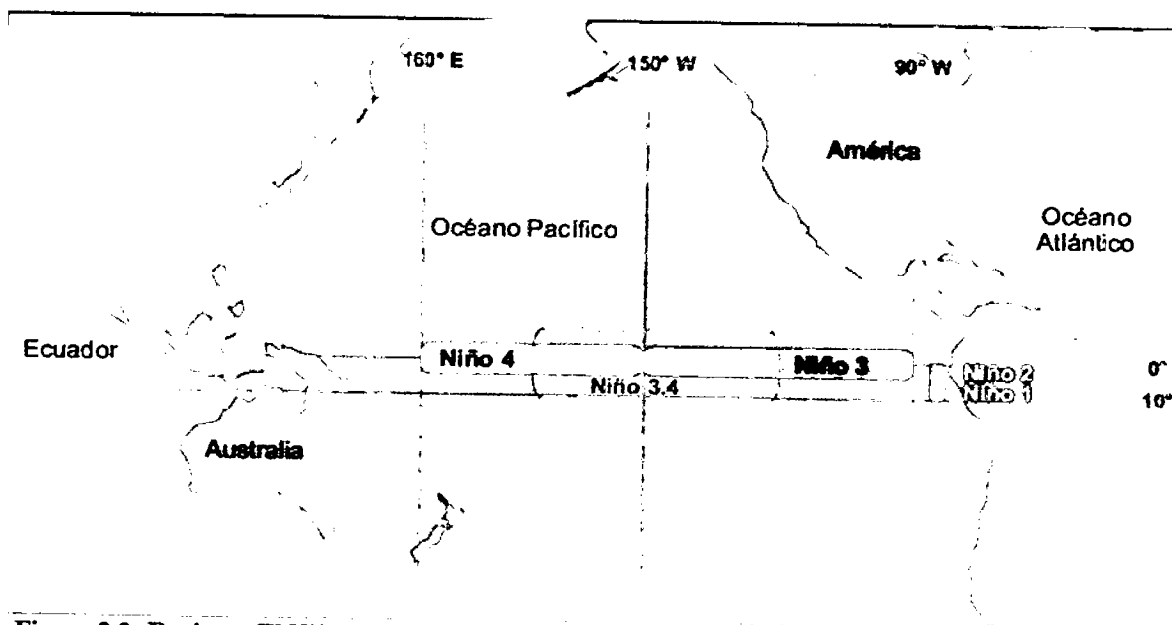 160° E
150° W
90° W
América
Océano Pacífico
Océano
Atlántico
Ecuador
Niño 4
Niño 3
Niño 3.4
Niño 2
Niño 1
0°
10°
Australia